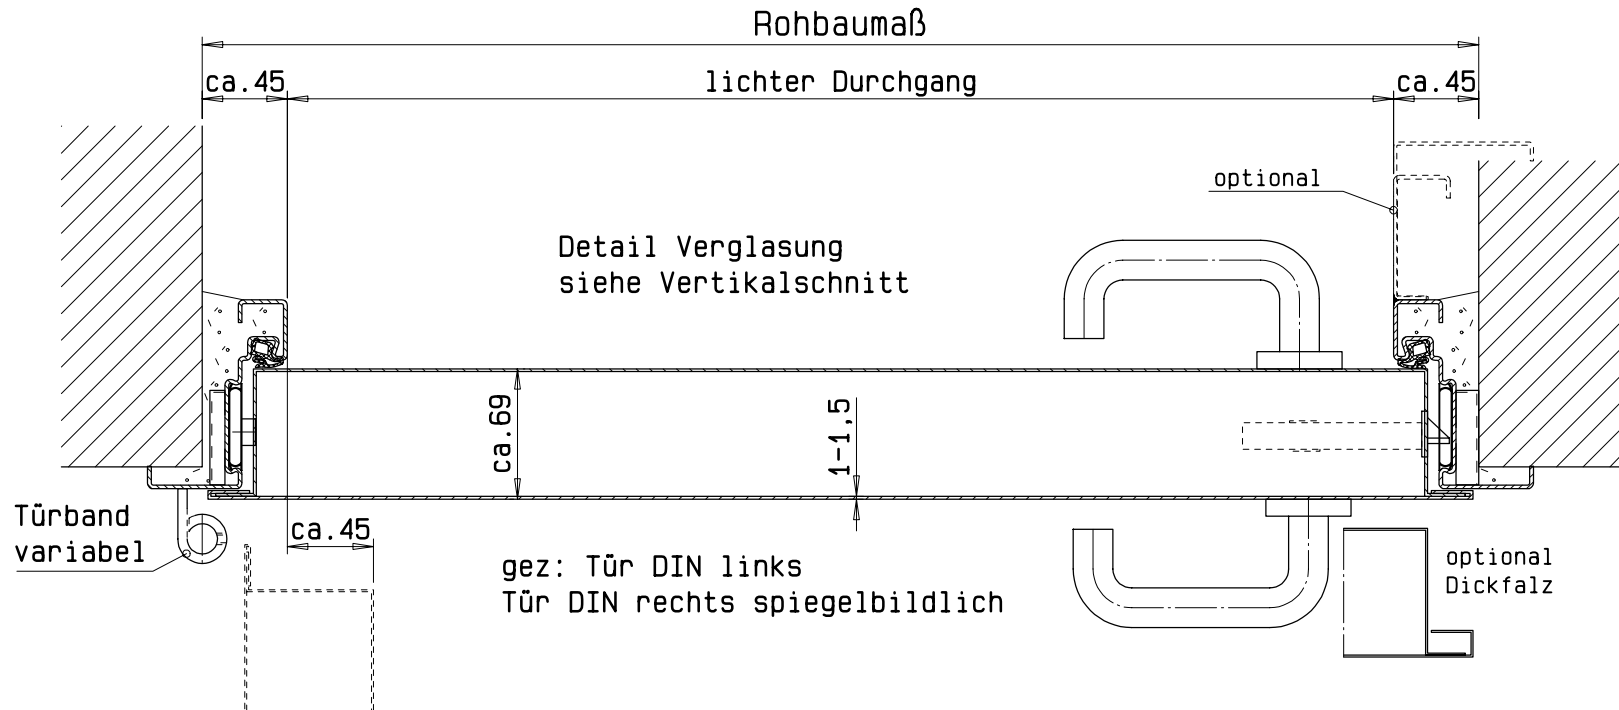 Rohbaumaß
ca.45
lichter Durchgang
ca.45
optional
Detail Verglasung
siehe Vertikalschnitt
ca.69
1-1,5
Türband
variabel
ca.45
gez: Tür DIN links
Tür DIN rechts spiegelbildlich
optional
Dickfalz